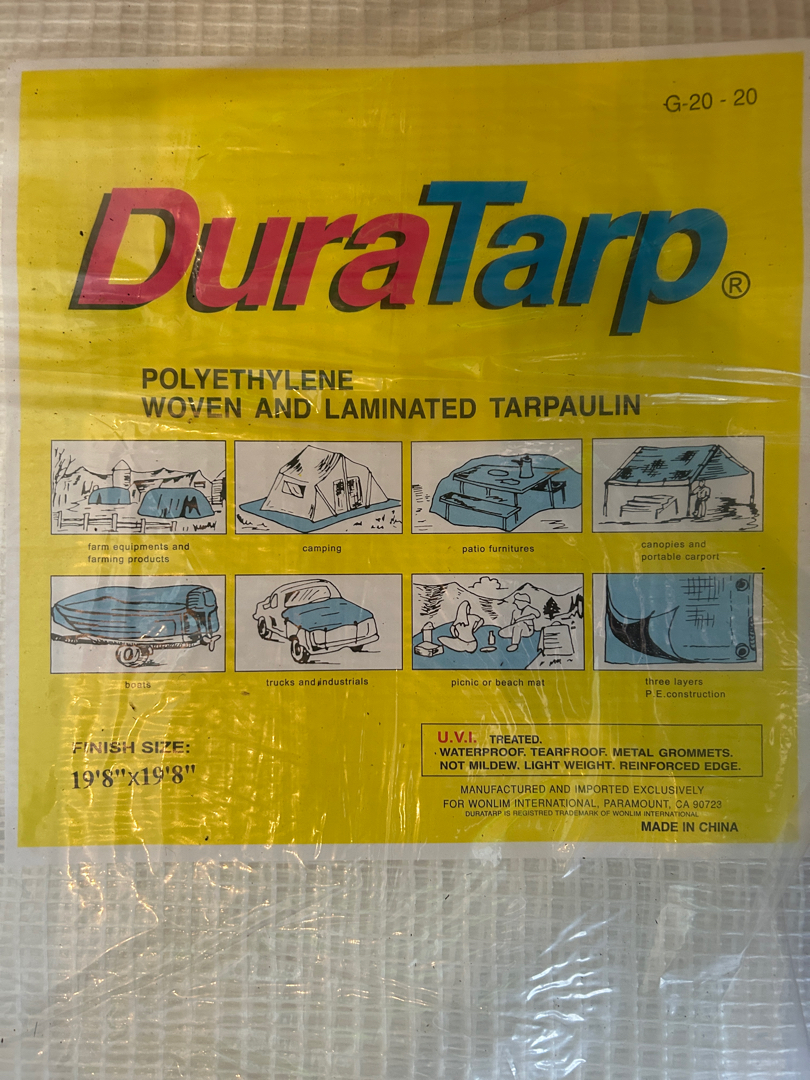 G-20 - 20
DuraTarp®
POLYETHYLENE
WOVEN AND LAMINATED TARPAULIN
farm equipments and
farming products
camping
patio furnitures
canopies and
portable carport
boats
trucks and industrials
picnic or beach mat
three layers
P.E.construction
FINISH SIZE:
19'8"x19'8"
U.V.I. TREATED.
WATERPROOF. TEARPROOF. METAL GROMMETS.
NOT MILDEW. LIGHT WEIGHT. REINFORCED EDGE.
MANUFACTURED AND IMPORTED EXCLUSIVELY
FOR WONLIM INTERNATIONAL, PARAMOUNT, CA 90723
DURATARP IS REGISTRED TRADEMARK OF WONLIM INTERNATIONAL
MADE IN CHINA